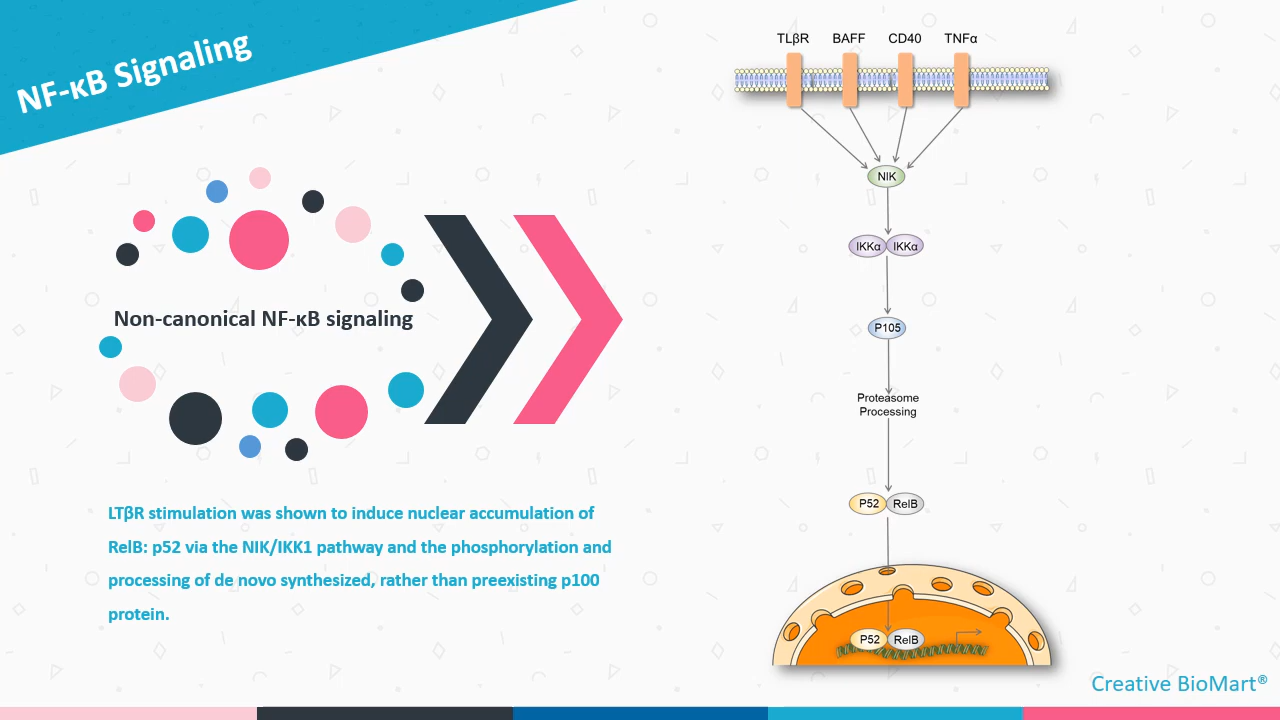 NF-κB Signaling
TLβR BAFF CD40 TNFα
NIK
IKKα IKKα
Non-canonical NF-κB signaling
P105
Proteasome
Processing
P52 RelB
LTβR stimulation was shown to induce nuclear accumulation of
RelB: p52 via the NIK/IKK1 pathway and the phosphorylation and
processing of de novo synthesized, rather than preexisting p100
protein.
P52 RelB
Creative BioMart®